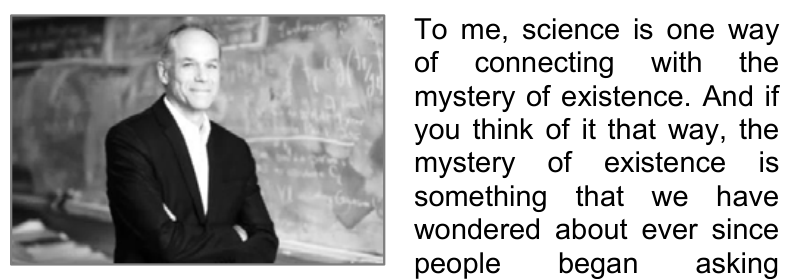 To me, science is one way
of connecting with the
mystery of existence. And if
you think of it that way, the
mystery of existence is
something that we have
wondered about ever since
people began asking